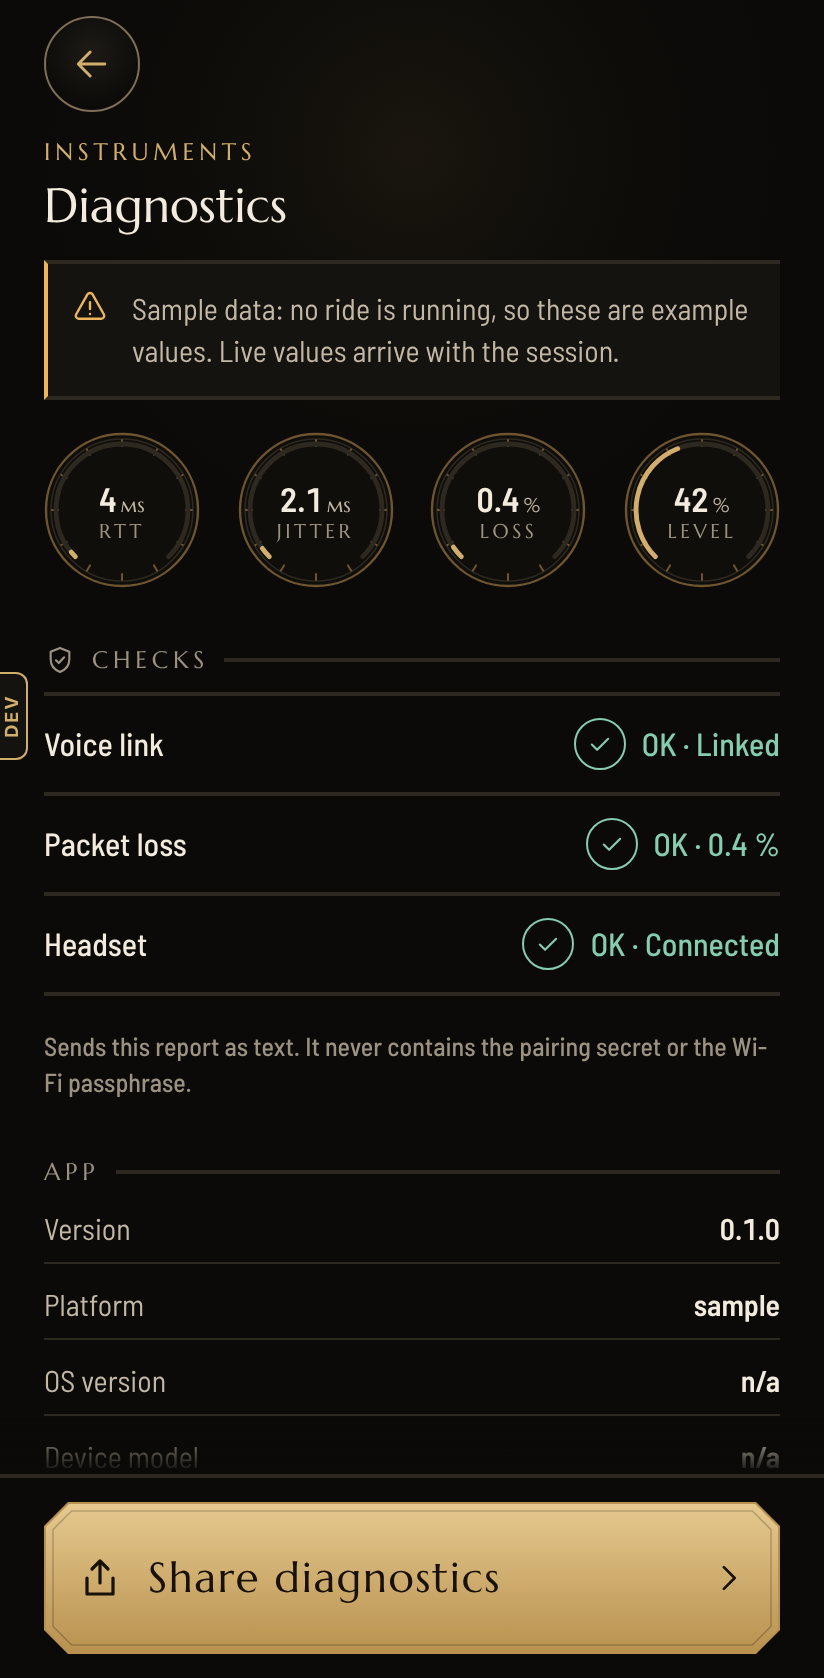 INSTRUMENTS
Diagnostics
Sample data: no ride is running, so these are example
values. Live values arrive with the session.
4 MS
RTT
2.1 MS
JITTER
0.4 %
LOSS
42 %
LEVEL
CHECKS
DEV
Voice link OK · Linked
Packet loss OK · 0.4 %
Headset OK · Connected
Sends this report as text. It never contains the pairing secret or the Wi-
Fi passphrase.
APP
Version 0.1.0
Platform sample
OS version n/a
Device model n/a
Share diagnostics